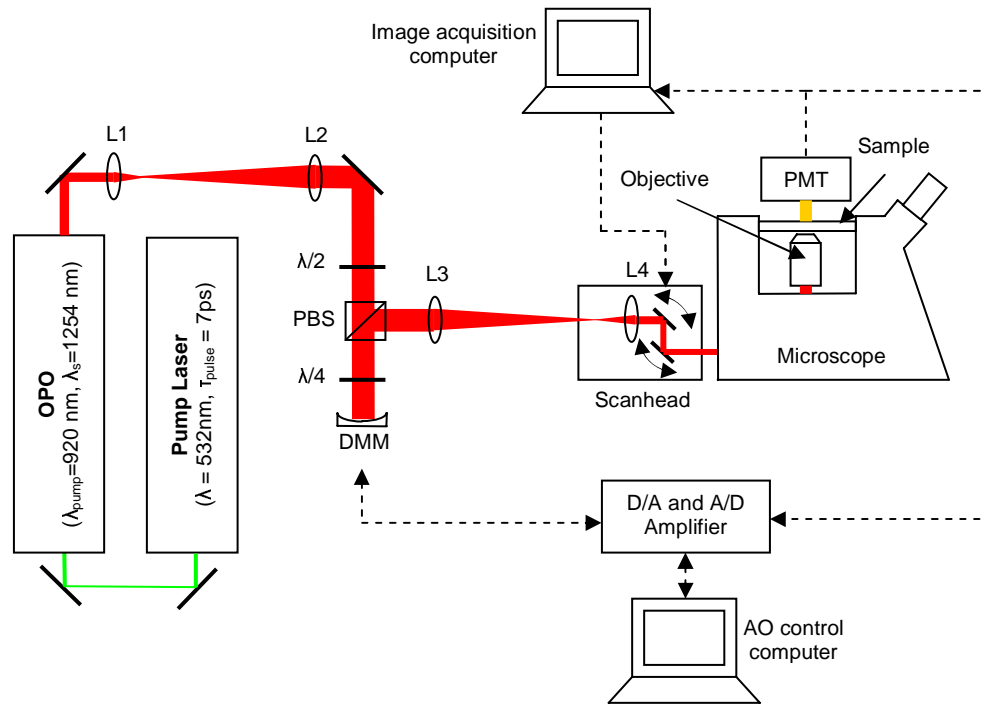 Image acquisition
computer
L1
L2
Sample
Objective
PMT
λ/2
L3
L4
PBS
Microscope
λ/4
Scanhead
DMM
OPO
(λpump=920 nm, λs=1254 nm)
Pump Laser
(λ = 532nm, τpulse = 7ps)
D/A and A/D
Amplifier
AO control
computer